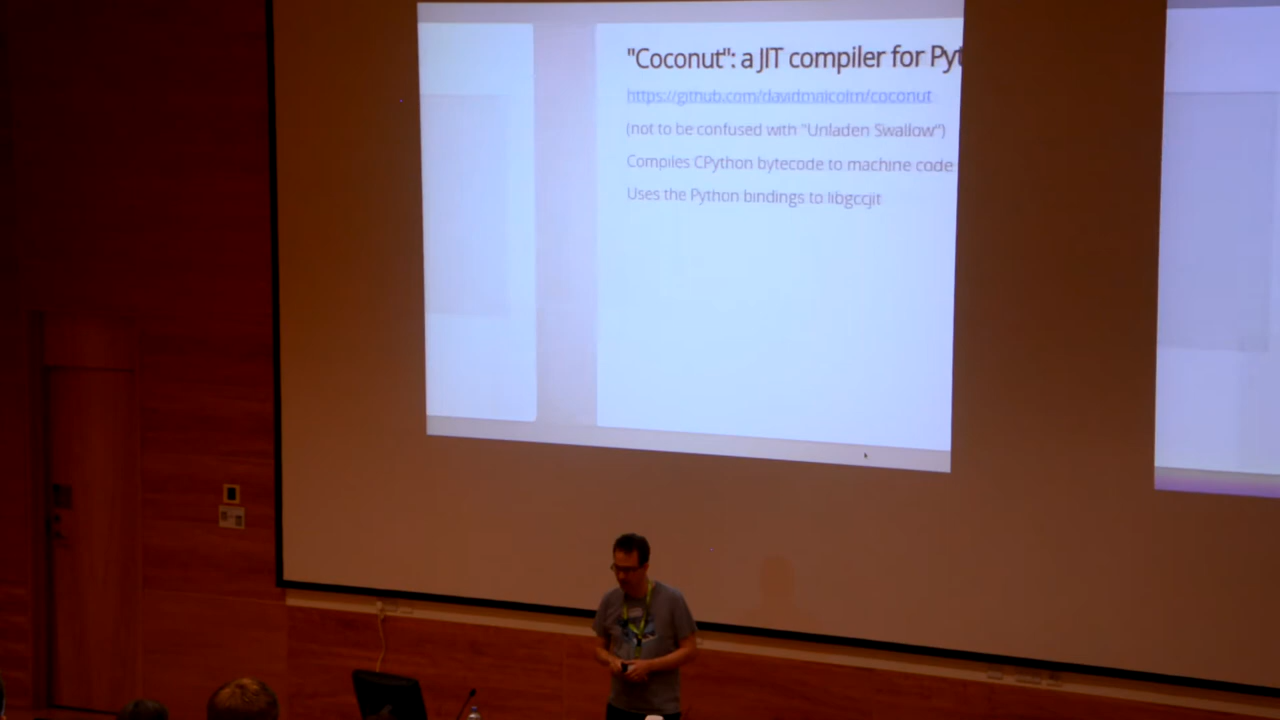 "Coconut": a JIT compiler for Pyt
https://github.com/davidmalcolm/coconut
(not to be confused with "Unladen Swallow")
Compiles CPython bytecode to machine code
Uses the Python bindings to libgccjit